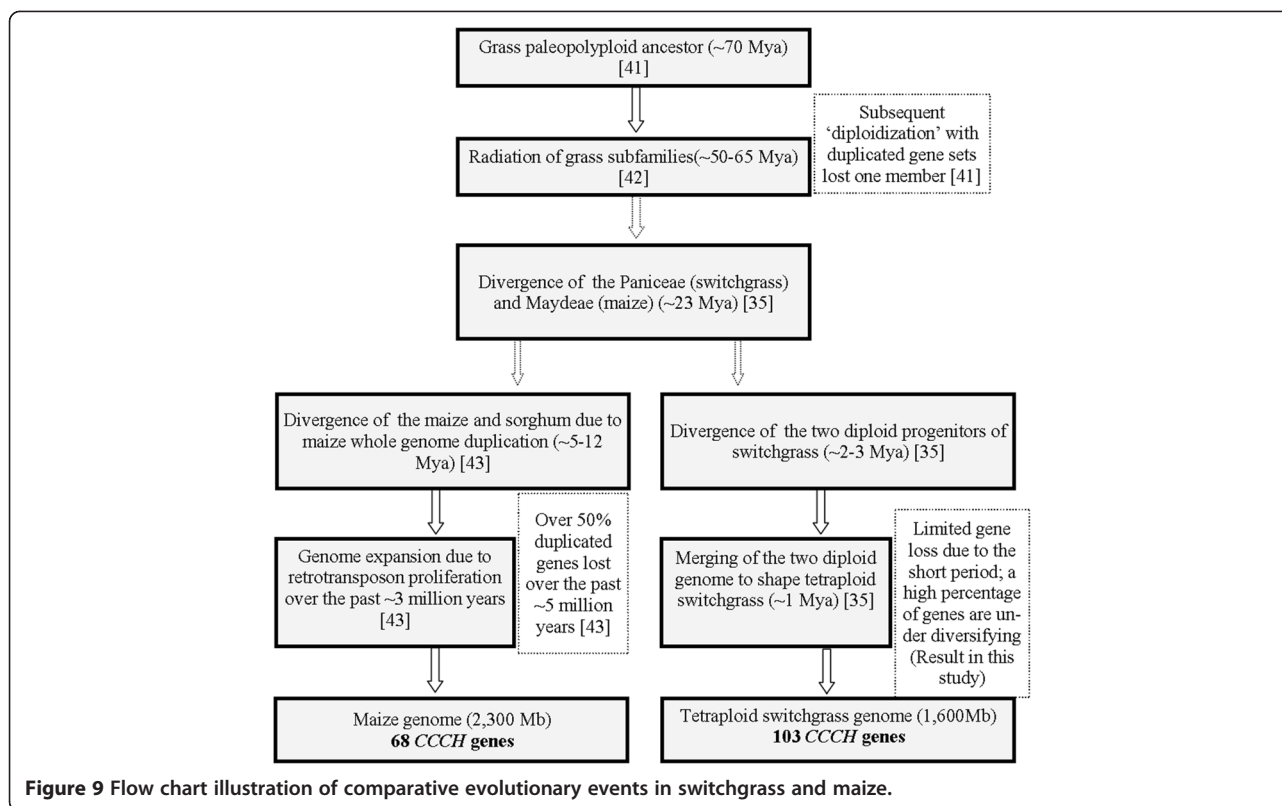 Grass paleopolyploid ancestor (~70 Mya)
[41]
Subsequent
'diploidization' with
duplicated gene sets
lost one member [41]
Radiation of grass subfamilies(~50-65 Mya)
[42]
Divergence of the Paniceae (switchgrass)
and Maydeae (maize) (~23 Mya) [35]
Divergence of the maize and sorghum due to
maize whole genome duplication (~5-12
Mya) [43]
Divergence of the two diploid progenitors of
switchgrass (~2-3 Mya) [35]
Genome expansion due to
retrotransposon proliferation
over the past ~3 million years
[43]
Over 50%
duplicated
genes lost
over the past
~5 million
years [43]
Merging of the two diploid
genome to shape tetraploid
switchgrass (~1 Mya) [35]
Limited gene
loss due to the
short period; a
high percentage
of genes are un-
der diversifying
(Result in this
study)
Maize genome (2,300 Mb)
68 CCCH genes
Tetraploid switchgrass genome (1,600Mb)
103 CCCH genes
Figure 9 Flow chart illustration of comparative evolutionary events in switchgrass and maize.